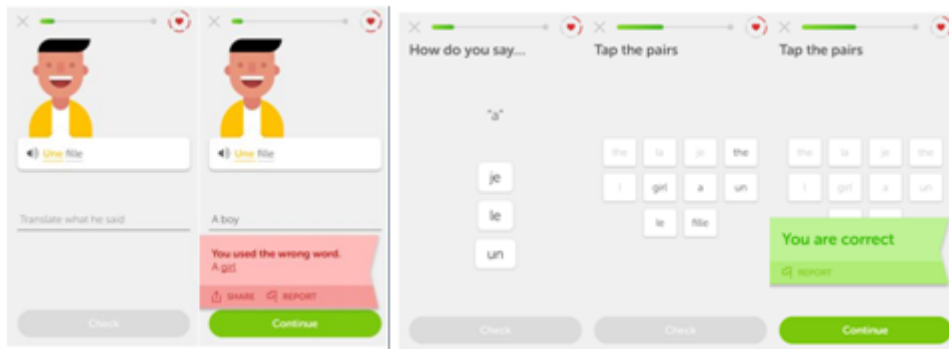 Une fille
Translate what he said
Check
Une fille
A boy
You used the wrong word.
A girl
SHARE REPORT
Continue
How do you say...
"a"
je
le
un
Check
Tap the pairs
the la je the
I girl a un
le fille
Check
Tap the pairs
the la je the
I girl a un
You are correct
REPORT
Continue